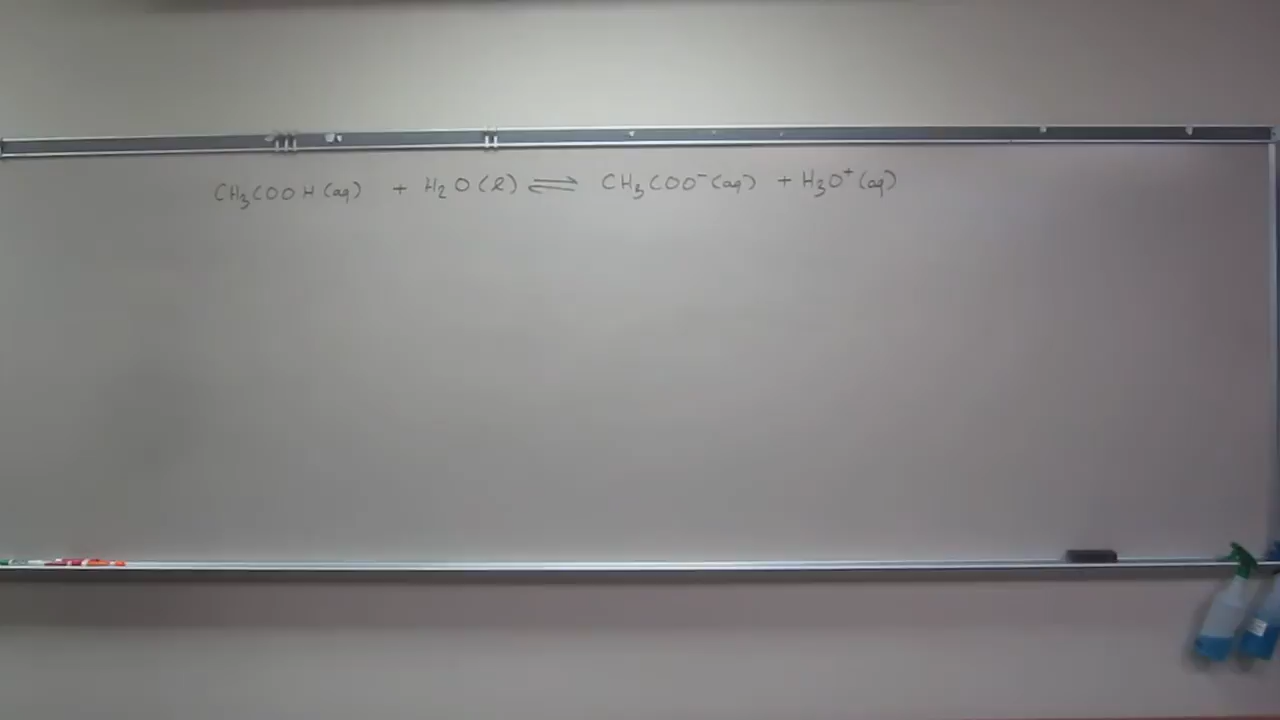 CH₃COOH(aq) + H₂O(l) ⇌ CH₃COO⁻(aq) + H₃O⁺(aq)